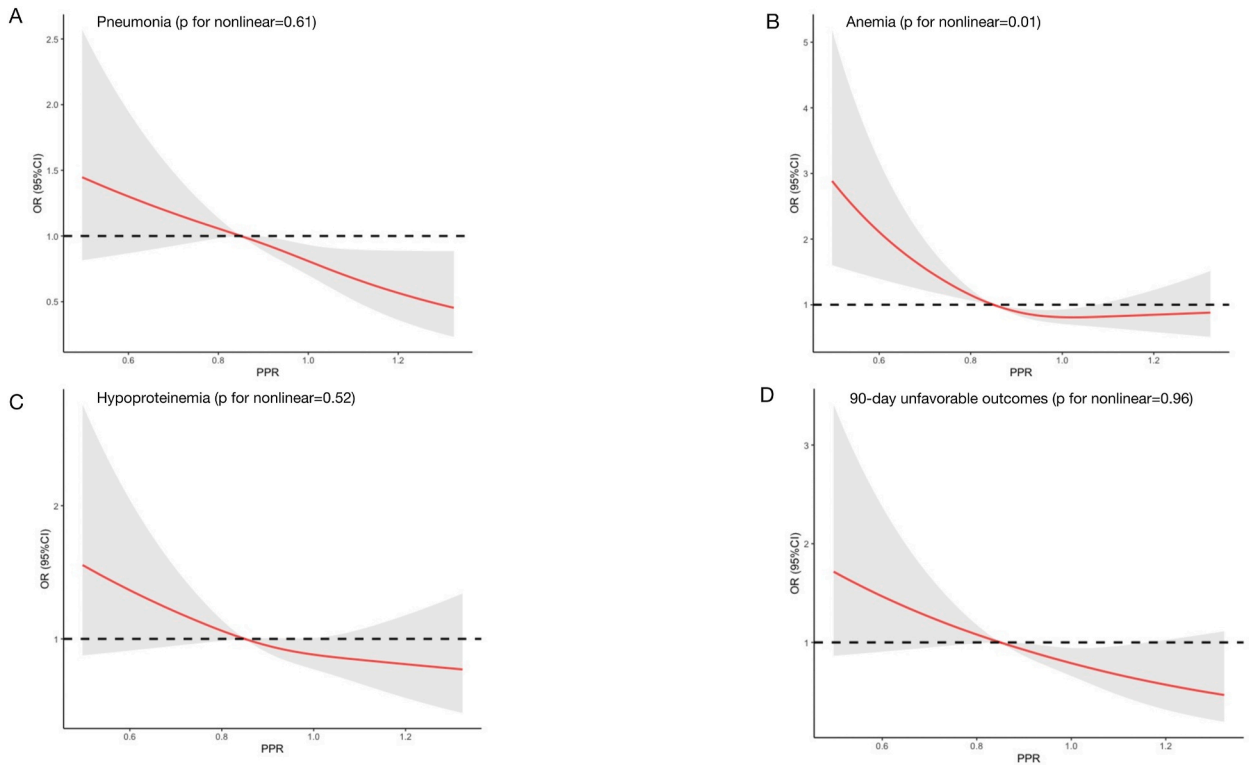 A
Pneumonia (p for nonlinear=0.61)
OR (95%CI)
2.5
2.0
1.5
1.0
0.5
0.6 0.8 1.0 1.2
PPR
B
Anemia (p for nonlinear=0.01)
OR (95%CI)
5
4
3
2
1
0.6 0.8 1.0 1.2
PPR
C
Hypoproteinemia (p for nonlinear=0.52)
OR (95%CI)
2
1
0.6 0.8 1.0 1.2
PPR
D
90-day unfavorable outcomes (p for nonlinear=0.96)
OR (95%CI)
3
2
1
0.6 0.8 1.0 1.2
PPR